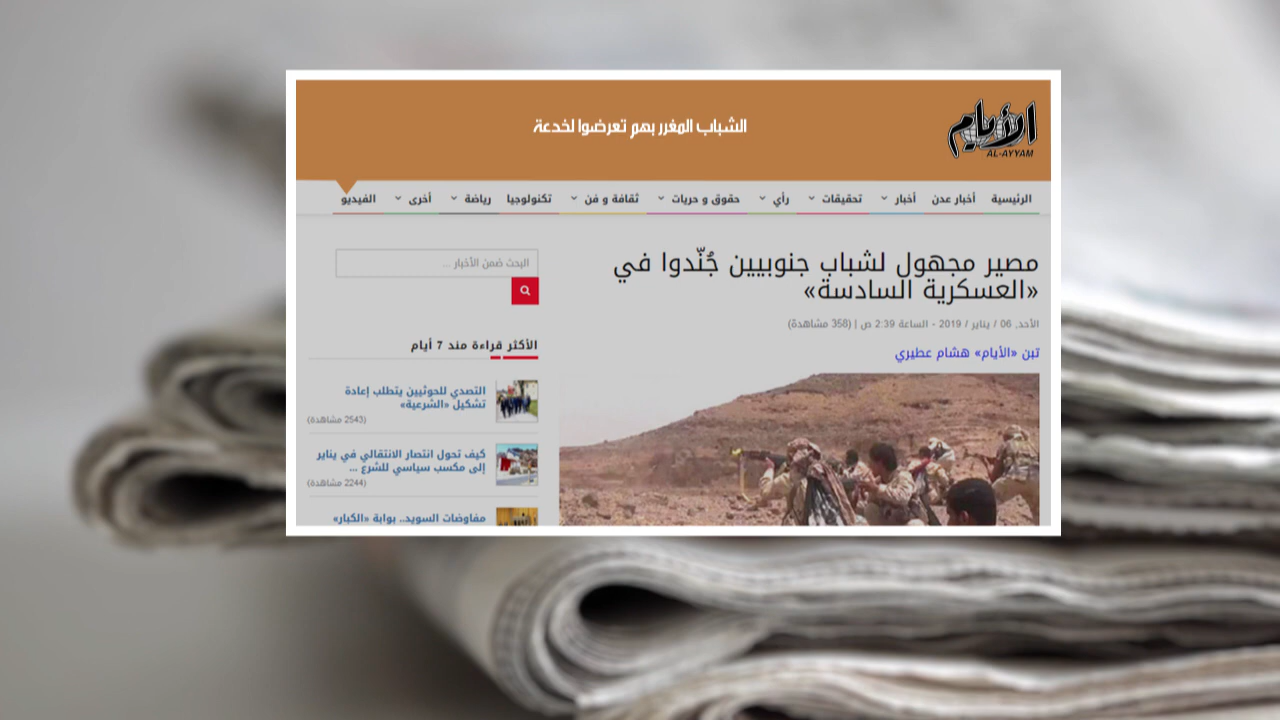 الأيام
AL-AYYAM
الشباب المغرر بهم تعرضوا لخدعة
الرئيسية أخبار عدن أخبار تحقيقات رأي حقوق و حريات ثقافة و فن تكنولوجيا رياضة أخرى الفيديو
مصير مجهول لشباب جنوبيين جُنّدوا في
«العسكرية السادسة»
الأحد, 06 / يناير / 2019 - الساعة 2:39 ص | (358 مشاهدة)
تبن «الأيام» هشام عطيري
البحث ضمن الأخبار ...
الأكثر قراءة منذ 7 أيام
التصدي للحوثيين يتطلب إعادة
تشكيل «الشرعية»
(2543 مشاهدة)
كيف تحول انتصار الانتقالي في يناير
إلى مكسب سياسي للشرع ...
(2244 مشاهدة)
مفاوضات السويد.. بوابة «الكبار»